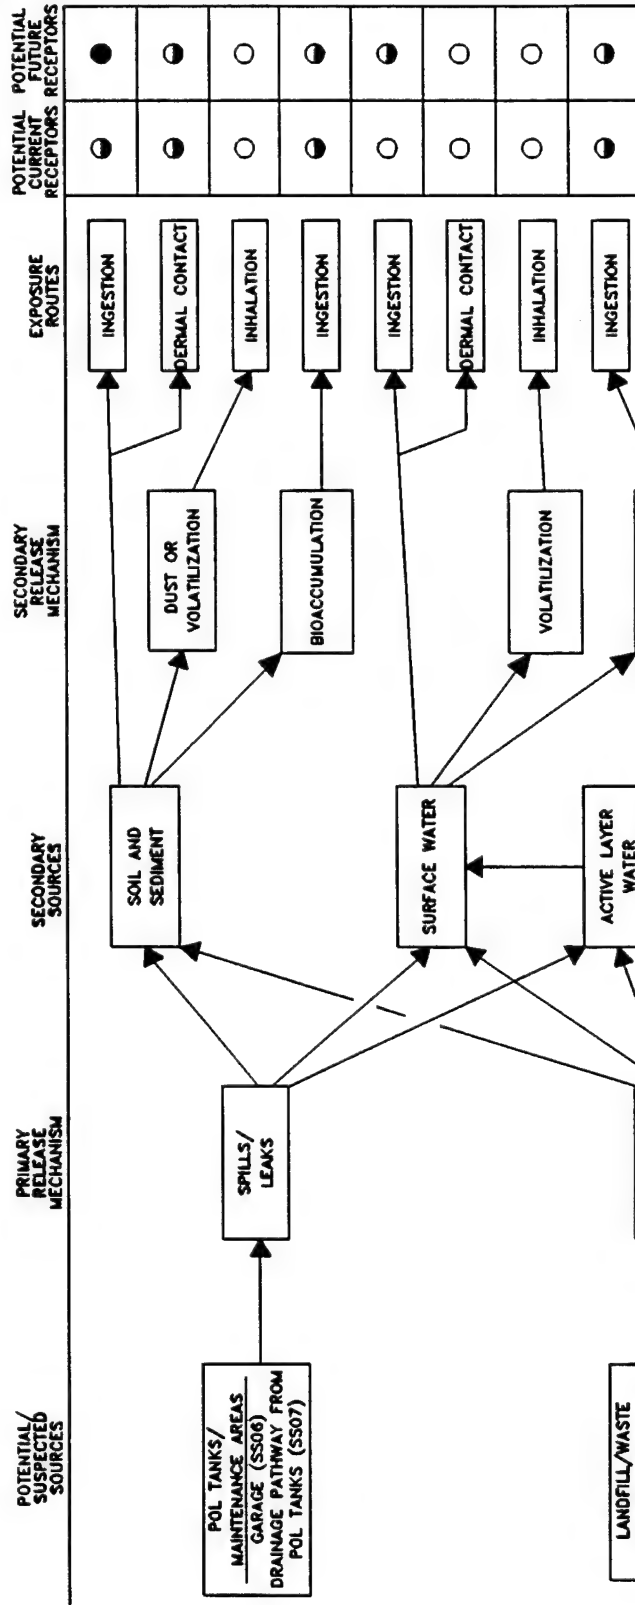 POTENTIAL/
SUSPECTED
SOURCES
PRIMARY
RELEASE
MECHANISM
SECONDARY
SOURCES
SECONDARY
RELEASE
MECHANISM
EXPOSURE
ROUTES
POTENTIAL
CURRENT
RECEPTORS
POTENTIAL
FUTURE
RECEPTORS
POL TANKS/
MAINTENANCE AREAS
GARAGE (SS06)
DRAINAGE PATHWAY FROM
POL TANKS (SS07)
SPILLS/
LEAKS
SOIL AND
SEDIMENT
DUST OR
VOLATILIZATION
BIOACCUMULATION
INGESTION
DERMAL CONTACT
INHALATION
INGESTION
SURFACE WATER
VOLATILIZATION
INGESTION
DERMAL CONTACT
INHALATION
INGESTION
ACTIVE LAYER
WATER
LANDFILL/WASTE